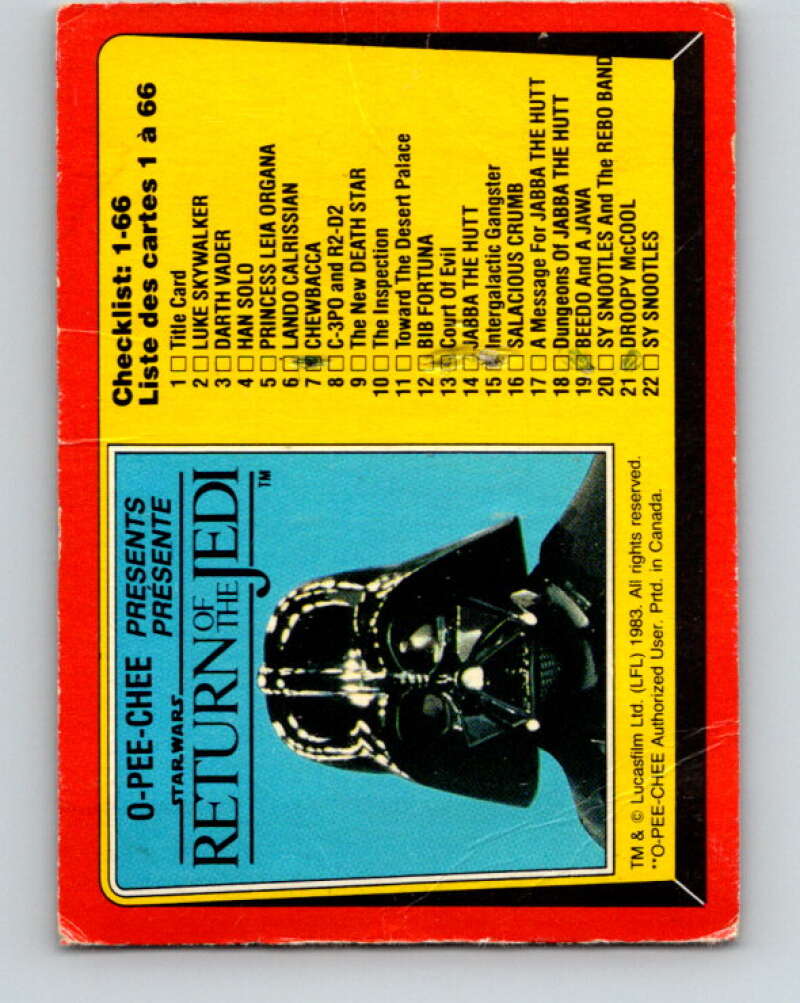 O-PEE-CHEE PRESENTS
PRÉSENTE
STAR WARS
RETURN OF
THE JEDI
TM
Checklist: 1-66
Liste des cartes 1 à 66
1 Title Card
2 LUKE SKYWALKER
3 DARTH VADER
4 HAN SOLO
5 PRINCESS LEIA ORGANA
6 LANDO CALRISSIAN
7 CHEWBACCA
8 C-3PO and R2-D2
9 The New DEATH STAR
10 The Inspection
11 Toward The Desert Palace
12 BIB FORTUNA
13 Court Of Evil
14 JABBA THE HUTT
15 Intergalactic Gangster
16 SALACIOUS CRUMB
17 A Message For JABBA THE HUTT
18 Dungeons Of JABBA THE HUTT
19 BEEDO And A JAWA
20 SY SNOOTLES And The REBO BAND
21 DROOPY McCOOL
22 SY SNOOTLES
TM & © Lucasfilm Ltd. (LFL) 1983. All rights reserved.
**O-PEE-CHEE Authorized User. Prtd. in Canada.